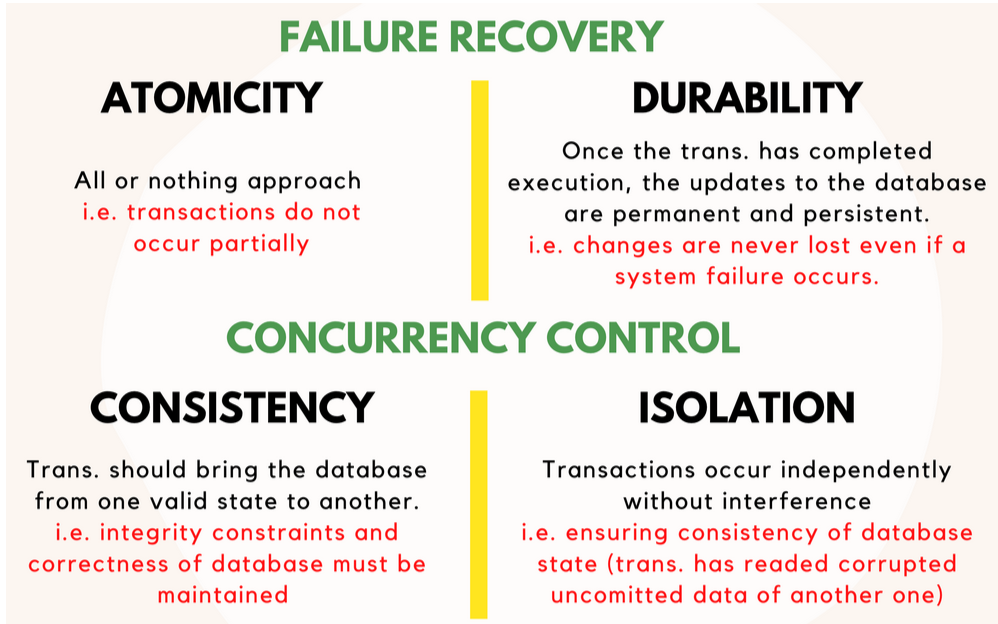 FAILURE RECOVERY
ATOMICITY
All or nothing approach
i.e. transactions do not
occur partially
DURABILITY
Once the trans. has completed
execution, the updates to the database
are permanent and persistent.
i.e. changes are never lost even if a
system failure occurs.
CONCURRENCY CONTROL
CONSISTENCY
Trans. should bring the database
from one valid state to another.
i.e. integrity constraints and
correctness of database must be
maintained
ISOLATION
Transactions occur independently
without interference
i.e. ensuring consistency of database
state (trans. has readed corrupted
uncomitted data of another one)